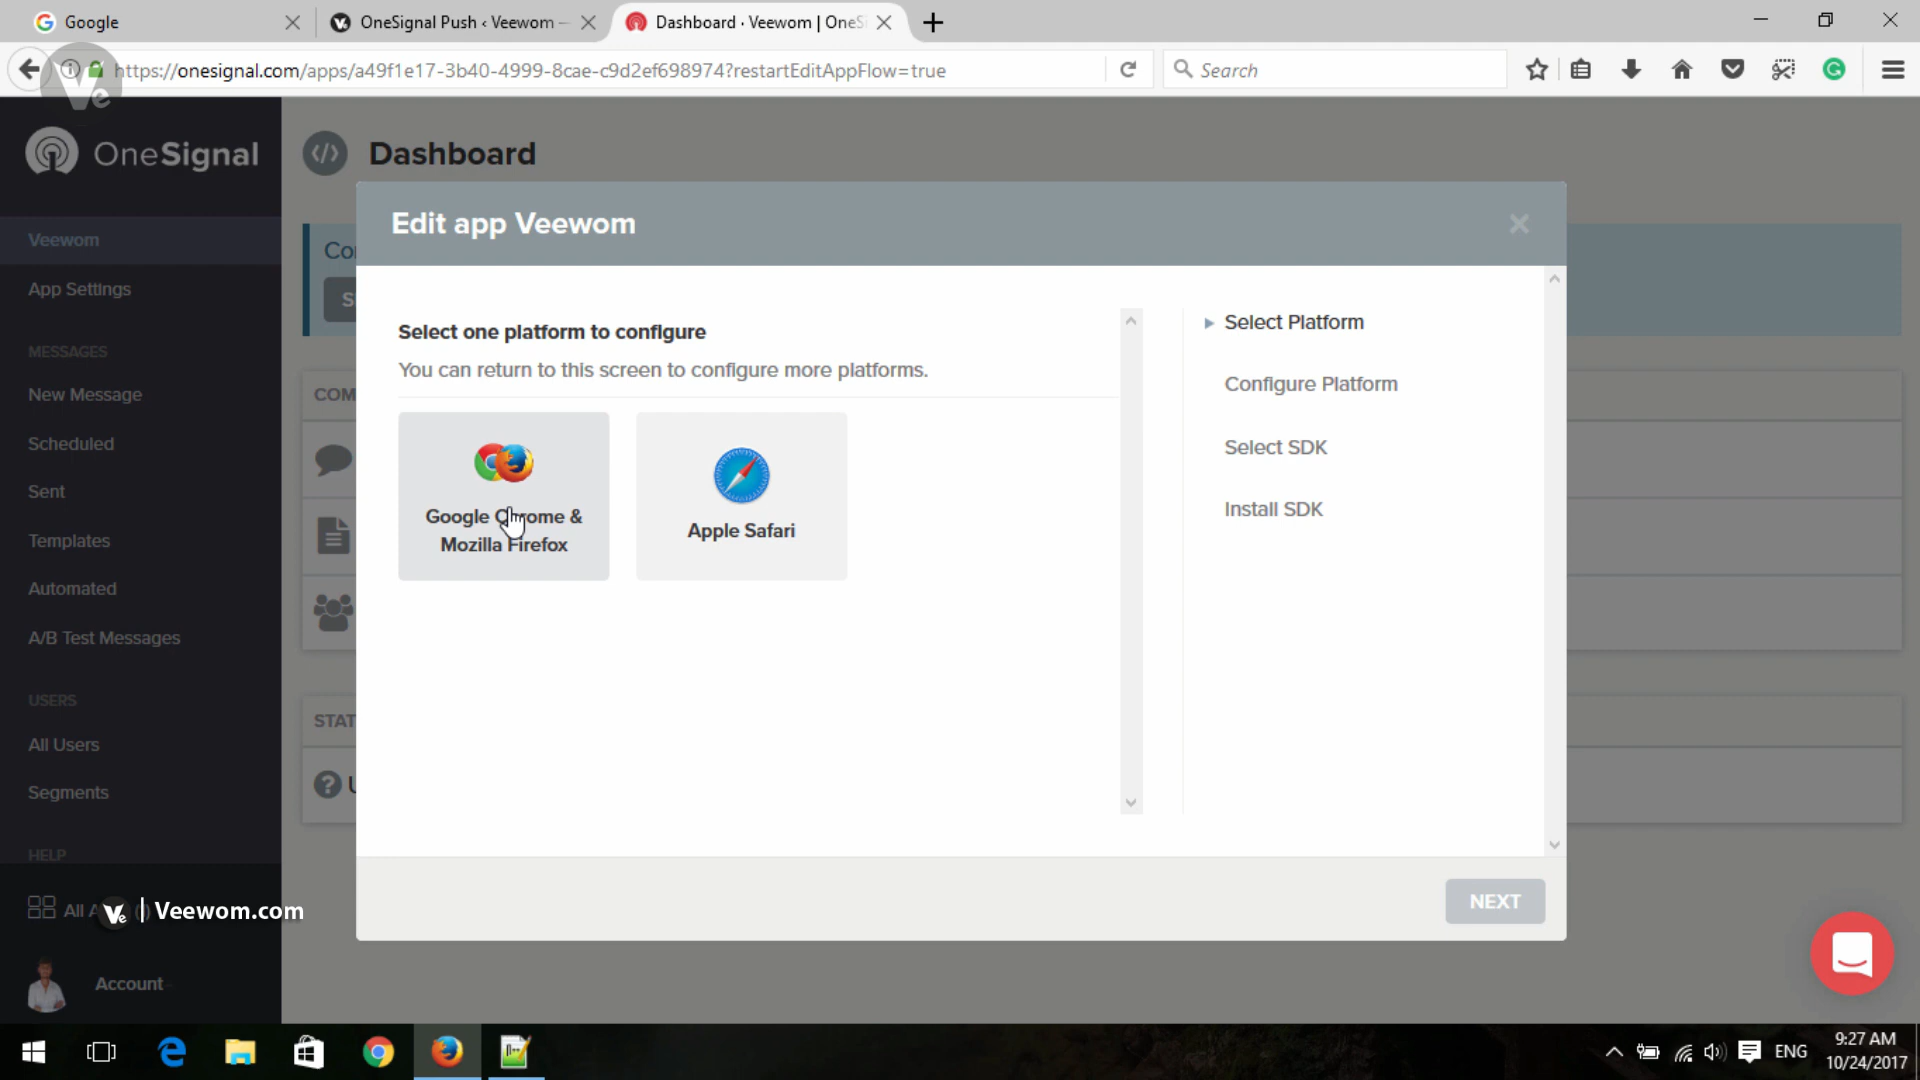 Google
OneSignal Push ‹ Veewom –
Dashboard · Veewom | OneSi
https://onesignal.com/apps/a49f1e17-3b40-4999-8cae-c9d2ef698974?restartEditAppFlow=true
Search
Ve
OneSignal
Dashboard
Veewom
App Settings
MESSAGES
New Message
Scheduled
Sent
Templates
Automated
A/B Test Messages
USERS
All Users
Segments
HELP
All
Ve | Veewom.com
Account
Edit app Veewom
Select one platform to configure
You can return to this screen to configure more platforms.
Google Chrome &
Mozilla Firefox
Apple Safari
Select Platform
Configure Platform
Select SDK
Install SDK
NEXT
ENG
9:27 AM
10/24/2017